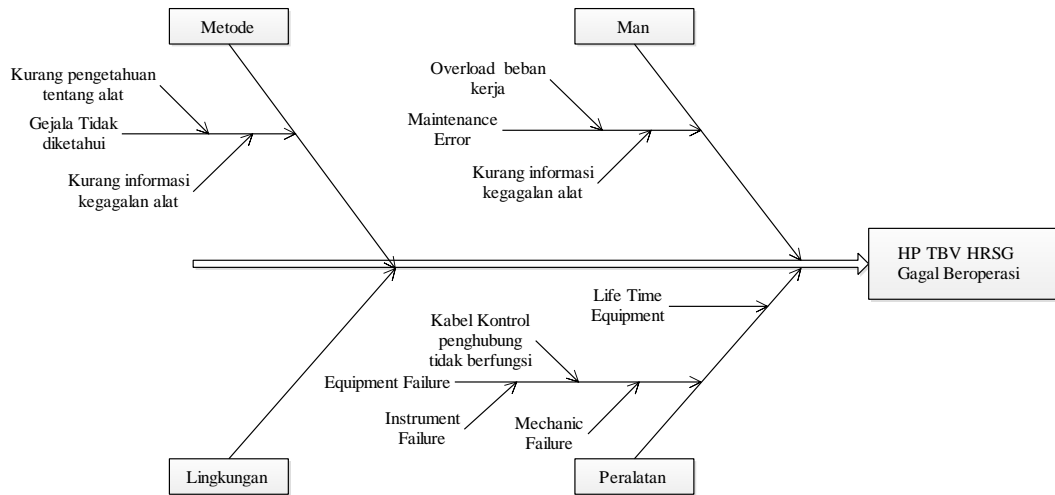 Metode
Man
Kurang pengetahuan
tentang alat
Gejala Tidak
diketahui
Kurang informasi
kegagalan alat
Overload beban
kerja
Maintenance
Error
Kurang informasi
kegagalan alat
HP TBV HRSG
Gagal Beroperasi
Life Time
Equipment
Kabel Kontrol
penghubung
tidak berfungsi
Equipment Failure
Instrument
Failure
Mechanic
Failure
Lingkungan
Peralatan